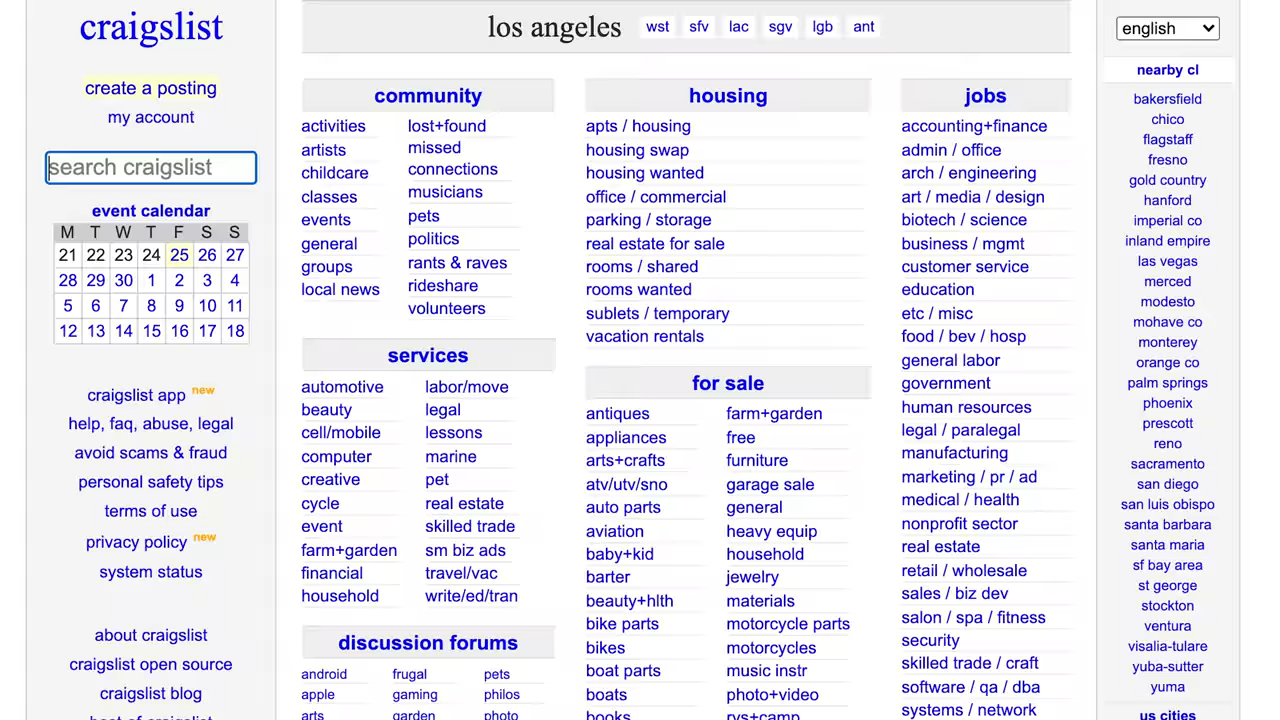 craigslist
create a posting
my account
search craigslist
event calendar
M T W T F S S
21 22 23 24 25 26 27
28 29 30 1 2 3 4
5 6 7 8 9 10 11
12 13 14 15 16 17 18
craigslist app new
help, faq, abuse, legal
avoid scams & fraud
personal safety tips
terms of use
privacy policy new
system status
about craigslist
craigslist open source
craigslist blog
best of craigslist
los angeles wst sfv lac sgv lgb ant
community
activities
artists
childcare
classes
events
general
groups
local news
lost+found
missed
connections
musicians
pets
politics
rants & raves
rideshare
volunteers
services
automotive
beauty
cell/mobile
computer
creative
cycle
event
farm+garden
financial
household
labor/move
legal
lessons
marine
pet
real estate
skilled trade
sm biz ads
travel/vac
write/ed/tran
discussion forums
android
apple
arts
frugal
gaming
garden
pets
philos
photo
housing
apts / housing
housing swap
housing wanted
office / commercial
parking / storage
real estate for sale
rooms / shared
rooms wanted
sublets / temporary
vacation rentals
for sale
antiques
appliances
arts+crafts
atv/utv/sno
auto parts
aviation
baby+kid
barter
beauty+hlth
bike parts
bikes
boat parts
boats
books
farm+garden
free
furniture
garage sale
general
heavy equip
household
jewelry
materials
motorcycle parts
motorcycles
music instr
photo+video
rvs+camp
jobs
accounting+finance
admin / office
arch / engineering
art / media / design
biotech / science
business / mgmt
customer service
education
etc / misc
food / bev / hosp
general labor
government
human resources
legal / paralegal
manufacturing
marketing / pr / ad
medical / health
nonprofit sector
real estate
retail / wholesale
sales / biz dev
salon / spa / fitness
security
skilled trade / craft
software / qa / dba
systems / network
english
nearby cl
bakersfield
chico
flagstaff
fresno
gold country
hanford
imperial co
inland empire
las vegas
merced
modesto
mohave co
monterey
orange co
palm springs
phoenix
prescott
reno
sacramento
san diego
san luis obispo
santa barbara
santa maria
sf bay area
st george
stockton
ventura
visalia-tulare
yuba-sutter
yuma
us cities